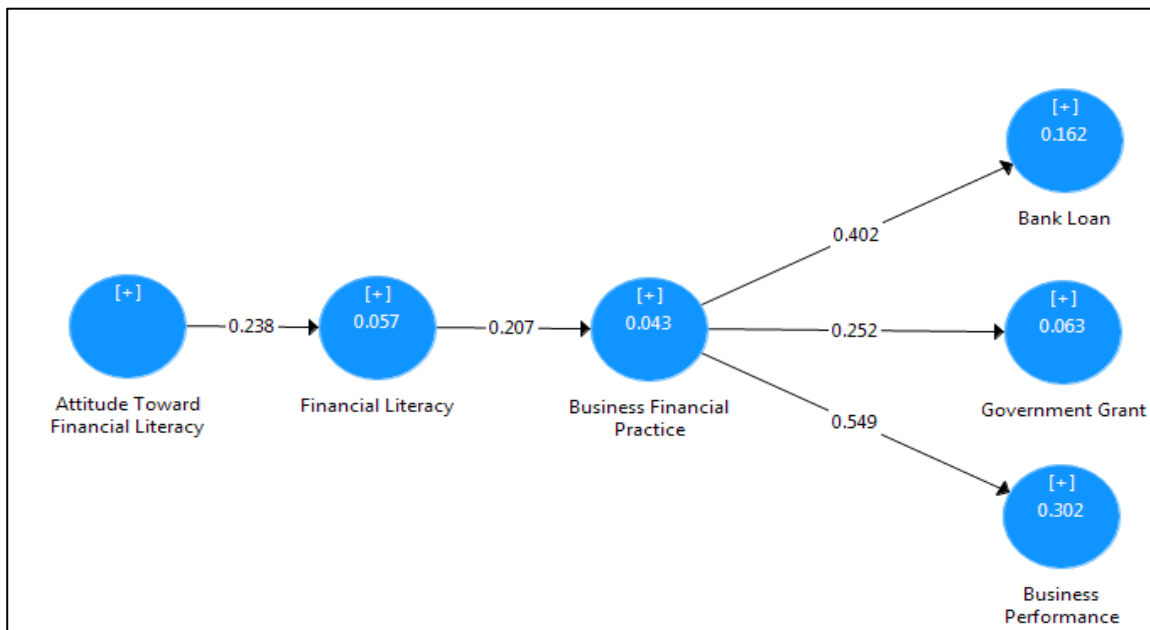 [+]
0.162
Bank Loan
0.402
[+]
0.238
[+]
0.057
0.207
[+]
0.043
0.252
[+]
0.063
Attitude Toward
Financial Literacy
Financial Literacy
Business Financial
Practice
Government Grant
0.549
[+]
0.302
Business
Performance